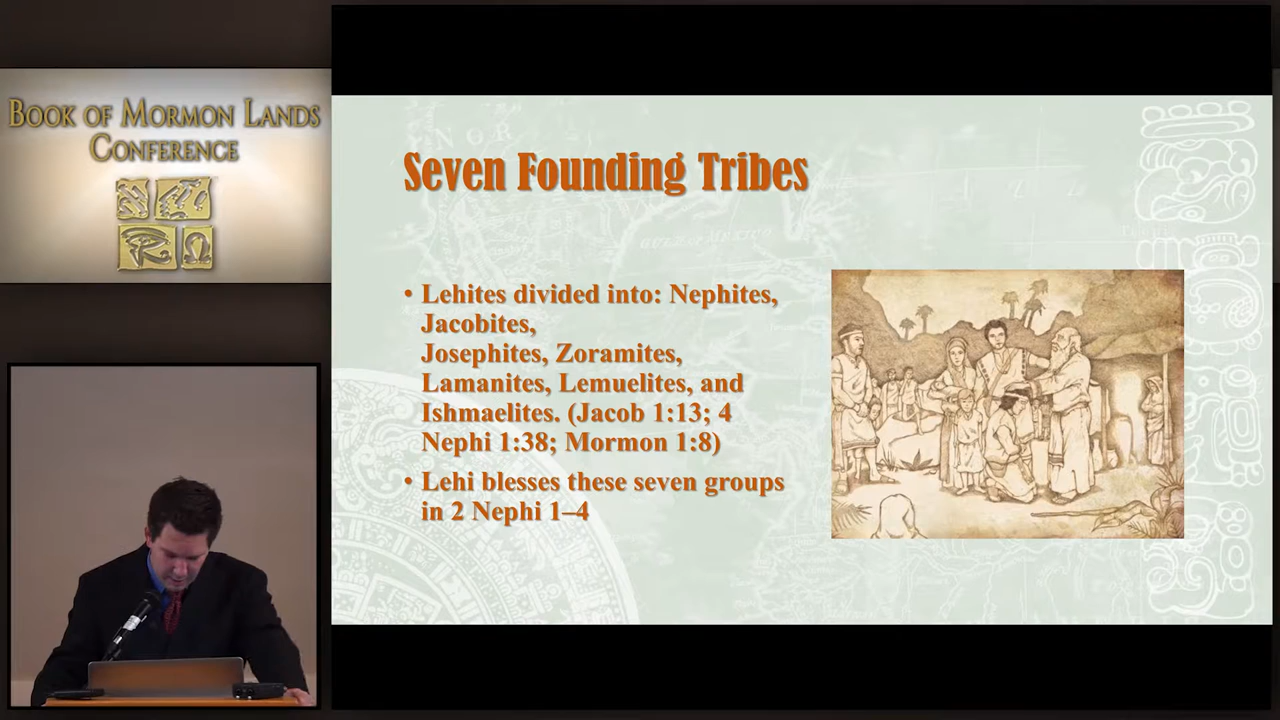 BOOK OF MORMON LANDS
CONFERENCE
Seven Founding Tribes
• Lehites divided into: Nephites,
Jacobites,
Josephites, Zoramites,
Lamanites, Lemuelites, and
Ishmaelites. (Jacob 1:13; 4
Nephi 1:38; Mormon 1:8)
• Lehi blesses these seven groups
in 2 Nephi 1–4